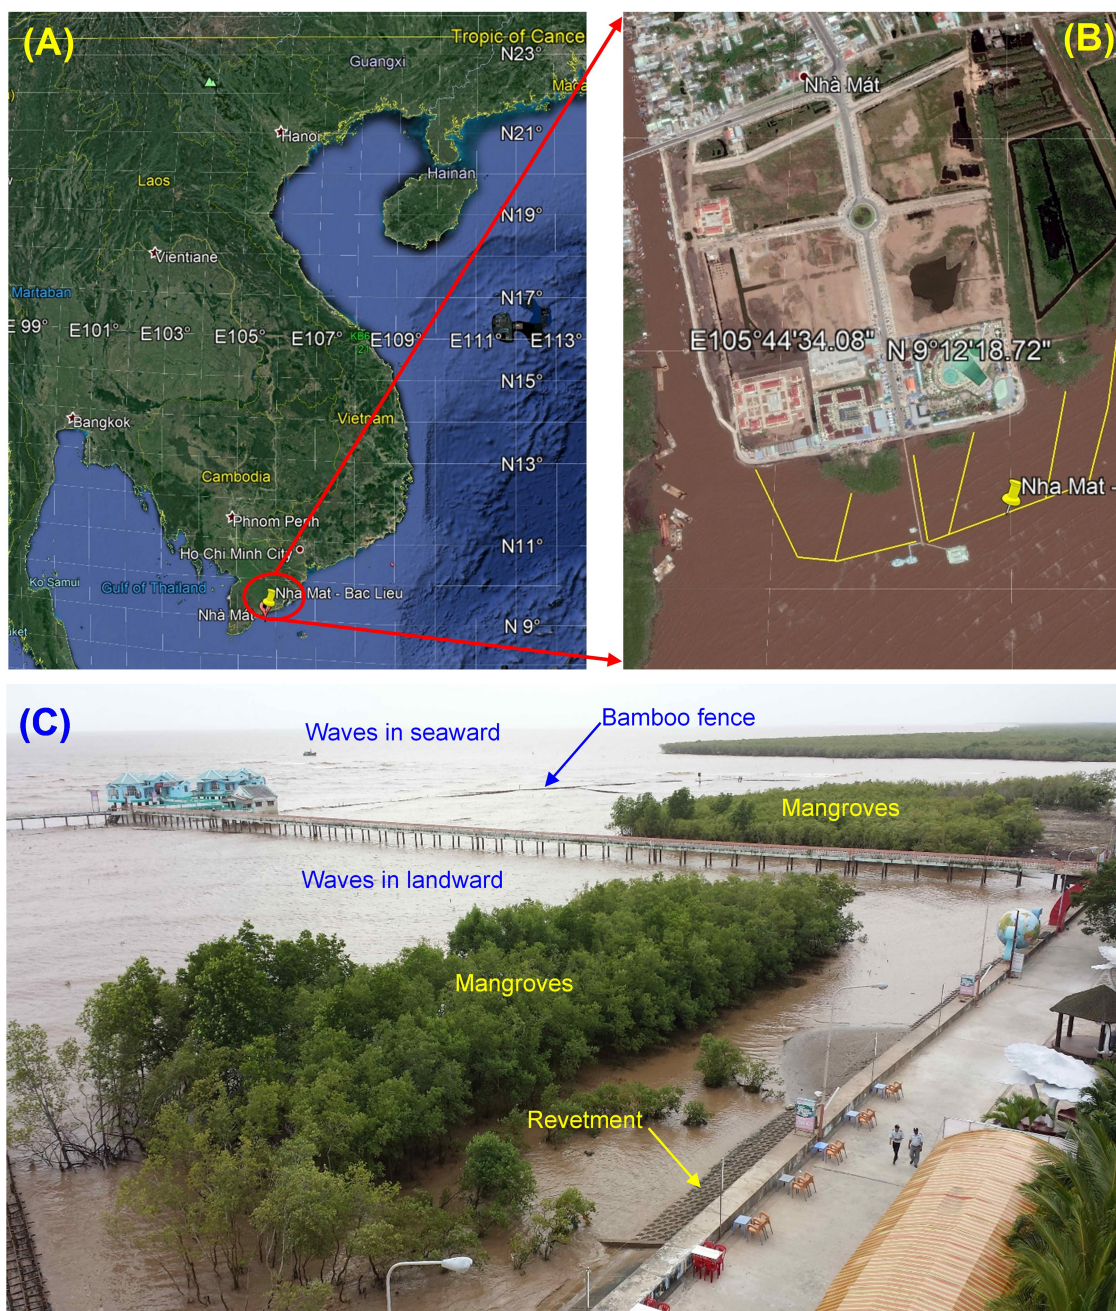 (A)
Tropic of Cance
Guangxi
N23°
Maca
Hanoi
N21°
Laos
Hainan
N19°
Vientiane
Martaban
N17°
E 99°
E101°
E103°
E105°
E107°
E109°
E111°
E113°
N15°
Bangkok
Vietnam
N13°
Cambodia
Phnom Penh
Ho Chi Minh City
N11°
Ko Samui
Gulf of Thailand
Nha Mat - Bac Lieu
Nhà Mát
N 9°
uket
(B)
Nhà Mát
E105°44'34.08"
N 9°12'18.72"
Nha Mat -
(C)
Waves in seaward
Bamboo fence
Mangroves
Waves in landward
Mangroves
Revetment